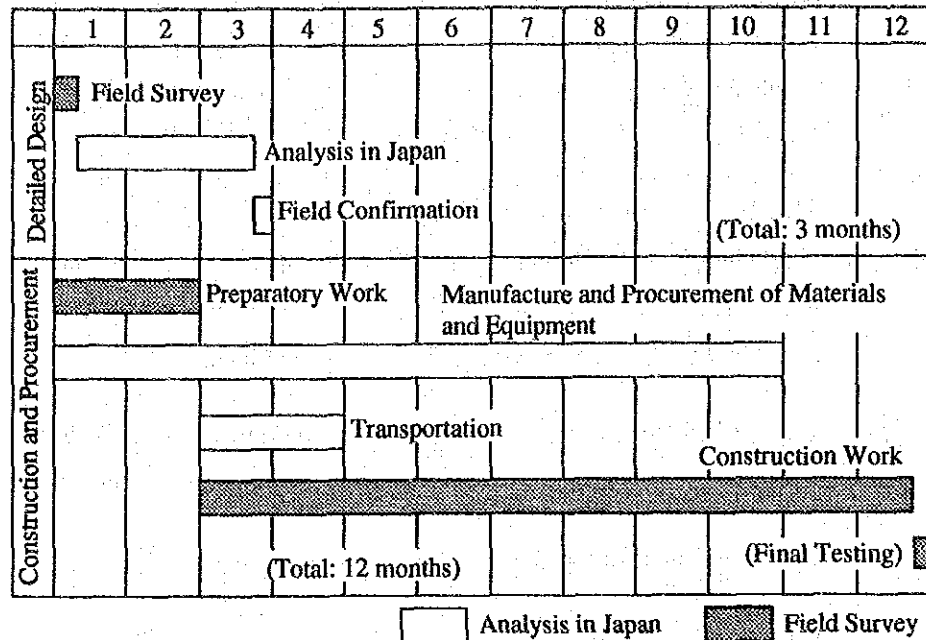 1 2 3 4 5 6 7 8 9 10 11 12
Detailed Design
Field Survey
Analysis in Japan
Field Confirmation
(Total: 3 months)
Construction and Procurement
Preparatory Work
Manufacture and Procurement of Materials
and Equipment
Transportation
Construction Work
(Final Testing)
(Total: 12 months)
Analysis in Japan
Field Survey